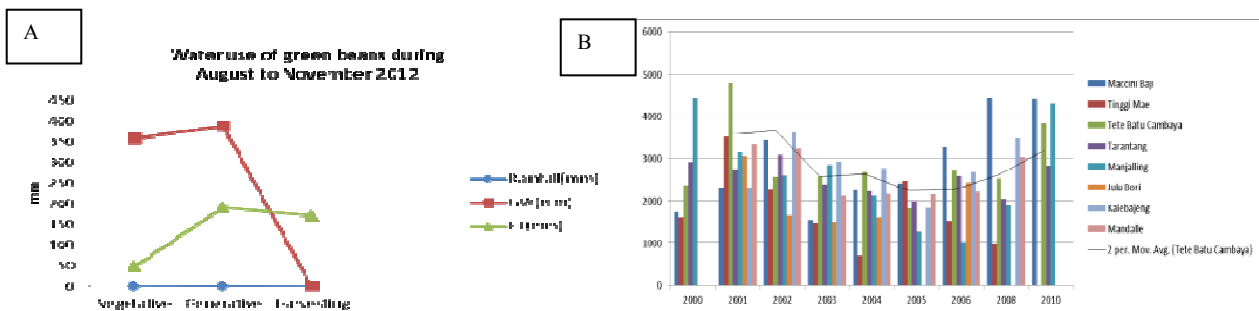 A
Water use of green beans during
August to November 2012
450
400
350
300
250
200
150
100
50
0
mm
Vegetative Generative Harvesting
Rainfall(mm)
ET(mm)
B
6000
5000
4000
3000
2000
1000
0
2000 2001 2002 2003 2004 2005 2006 2008 2010
Maccini Baji
Tinggi Mae
Tete Batu Cambaya
Tarantang
Manjalling
Julu Bori
Kalebajeng
Mandalle
2 per. Mov. Avg. (Tete Batu Cambaya)